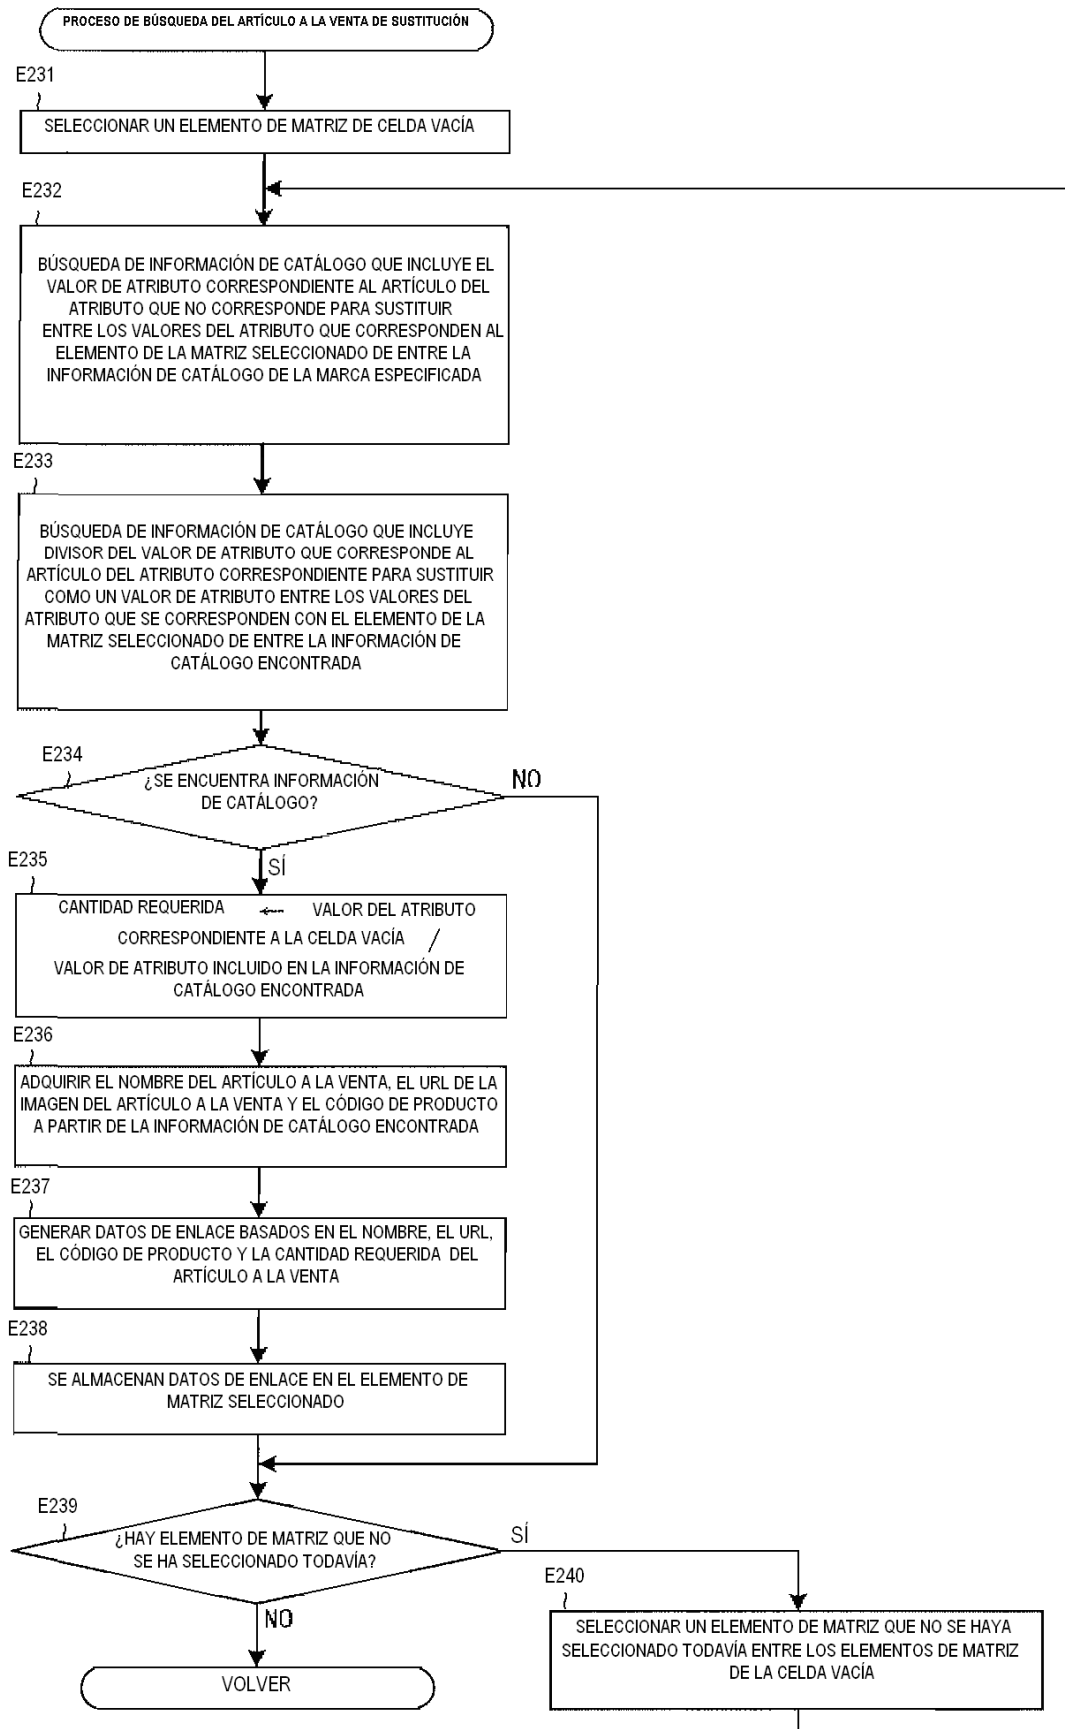 PROCESO DE BÚSQUEDA DEL ARTÍCULO A LA VENTA DE SUSTITUCIÓN
E231
SELECCIONAR UN ELEMENTO DE MATRIZ DE CELDA VACÍA
E232
BÚSQUEDA DE INFORMACIÓN DE CATÁLOGO QUE INCLUYE EL
VALOR DE ATRIBUTO CORRESPONDIENTE AL ARTÍCULO DEL
ATRIBUTO QUE NO CORRESPONDE PARA SUSTITUIR
ENTRE LOS VALORES DEL ATRIBUTO QUE CORRESPONDEN AL
ELEMENTO DE LA MATRIZ SELECCIONADO DE ENTRE LA
INFORMACIÓN DE CATÁLOGO DE LA MARCA ESPECIFICADA
E233
BÚSQUEDA DE INFORMACIÓN DE CATÁLOGO QUE INCLUYE
DIVISOR DEL VALOR DE ATRIBUTO QUE CORRESPONDE AL
ARTÍCULO DEL ATRIBUTO CORRESPONDIENTE PARA SUSTITUIR
COMO UN VALOR DE ATRIBUTO ENTRE LOS VALORES DEL
ATRIBUTO QUE SE CORRESPONDEN CON EL ELEMENTO DE LA
MATRIZ SELECCIONADO DE ENTRE LA INFORMACIÓN DE
CATÁLOGO ENCONTRADA
E234
¿SE ENCUENTRA INFORMACIÓN
DE CATÁLOGO?
NO
SÍ
E235
CANTIDAD REQUERIDA ← VALOR DEL ATRIBUTO
CORRESPONDIENTE A LA CELDA VACÍA /
VALOR DE ATRIBUTO INCLUIDO EN LA INFORMACIÓN DE
CATÁLOGO ENCONTRADA
E236
ADQUIRIR EL NOMBRE DEL ARTÍCULO A LA VENTA, EL URL DE LA
IMAGEN DEL ARTÍCULO A LA VENTA Y EL CÓDIGO DE PRODUCTO
A PARTIR DE LA INFORMACIÓN DE CATÁLOGO ENCONTRADA
E237
GENERAR DATOS DE ENLACE BASADOS EN EL NOMBRE, EL URL,
EL CÓDIGO DE PRODUCTO Y LA CANTIDAD REQUERIDA DEL
ARTÍCULO A LA VENTA
E238
SE ALMACENAN DATOS DE ENLACE EN EL ELEMENTO DE
MATRIZ SELECCIONADO
E239
¿HAY ELEMENTO DE MATRIZ QUE NO
SE HA SELECCIONADO TODAVÍA?
SÍ
NO
E240
SELECCIONAR UN ELEMENTO DE MATRIZ QUE NO SE HAYA
SELECCIONADO TODAVÍA ENTRE LOS ELEMENTOS DE MATRIZ
DE LA CELDA VACÍA
VOLVER